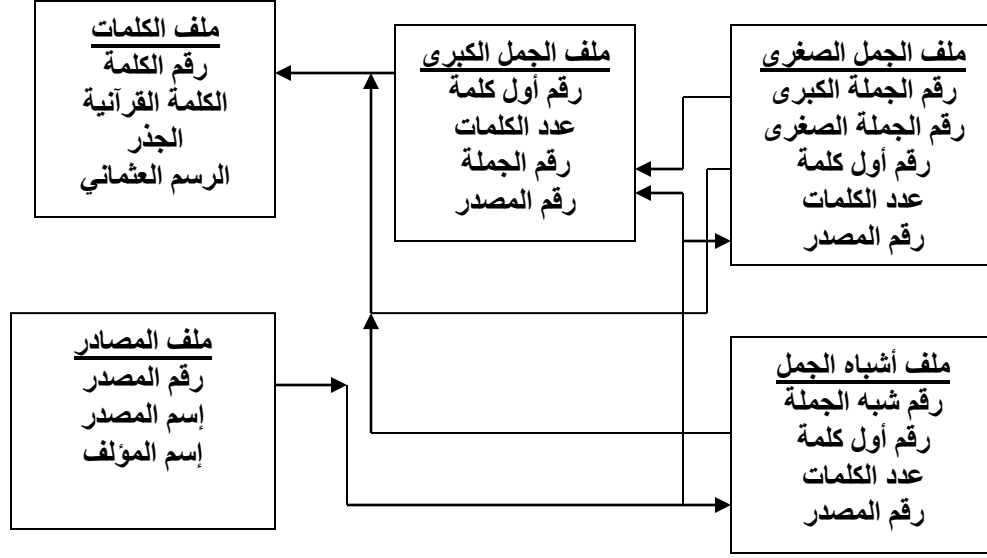 ملف الجمل الصغرى
رقم الجملة الكبرى
رقم الجملة الصغرى
رقم أول كلمة
عدد الكلمات
رقم المصدر
ملف الجمل الكبرى
رقم أول كلمة
عدد الكلمات
رقم الجملة
رقم المصدر
ملف الكلمات
رقم الكلمة
الكلمة القرآنية
الجذر
الرسم العثماني
ملف أشباه الجمل
رقم شبه الجملة
رقم أول كلمة
عدد الكلمات
رقم المصدر
ملف المصادر
رقم المصدر
إسم المصدر
إسم المؤلف